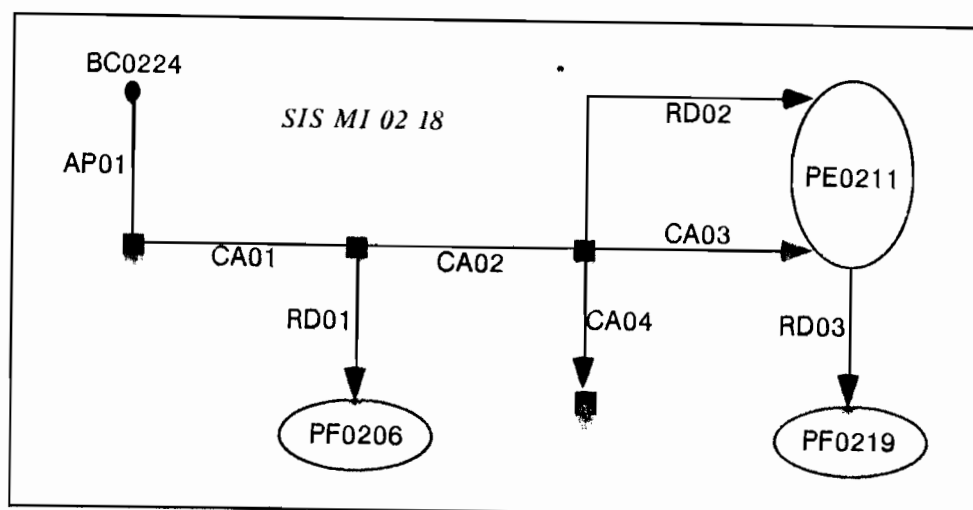 BC0224
SIS MI 02 18
RD02
AP01
PE0211
CA01
CA02
CA03
RD01
CA04
RD03
PF0206
PF0219